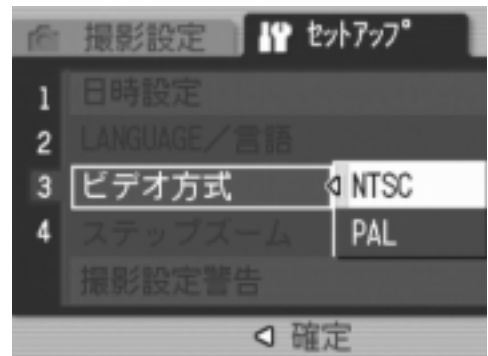 撮影設定 セットアップ
1 日時設定
2 LANGUAGE/言語
3 ビデオ方式 NTSC
4 ステップズーム PAL
撮影設定警告
確定